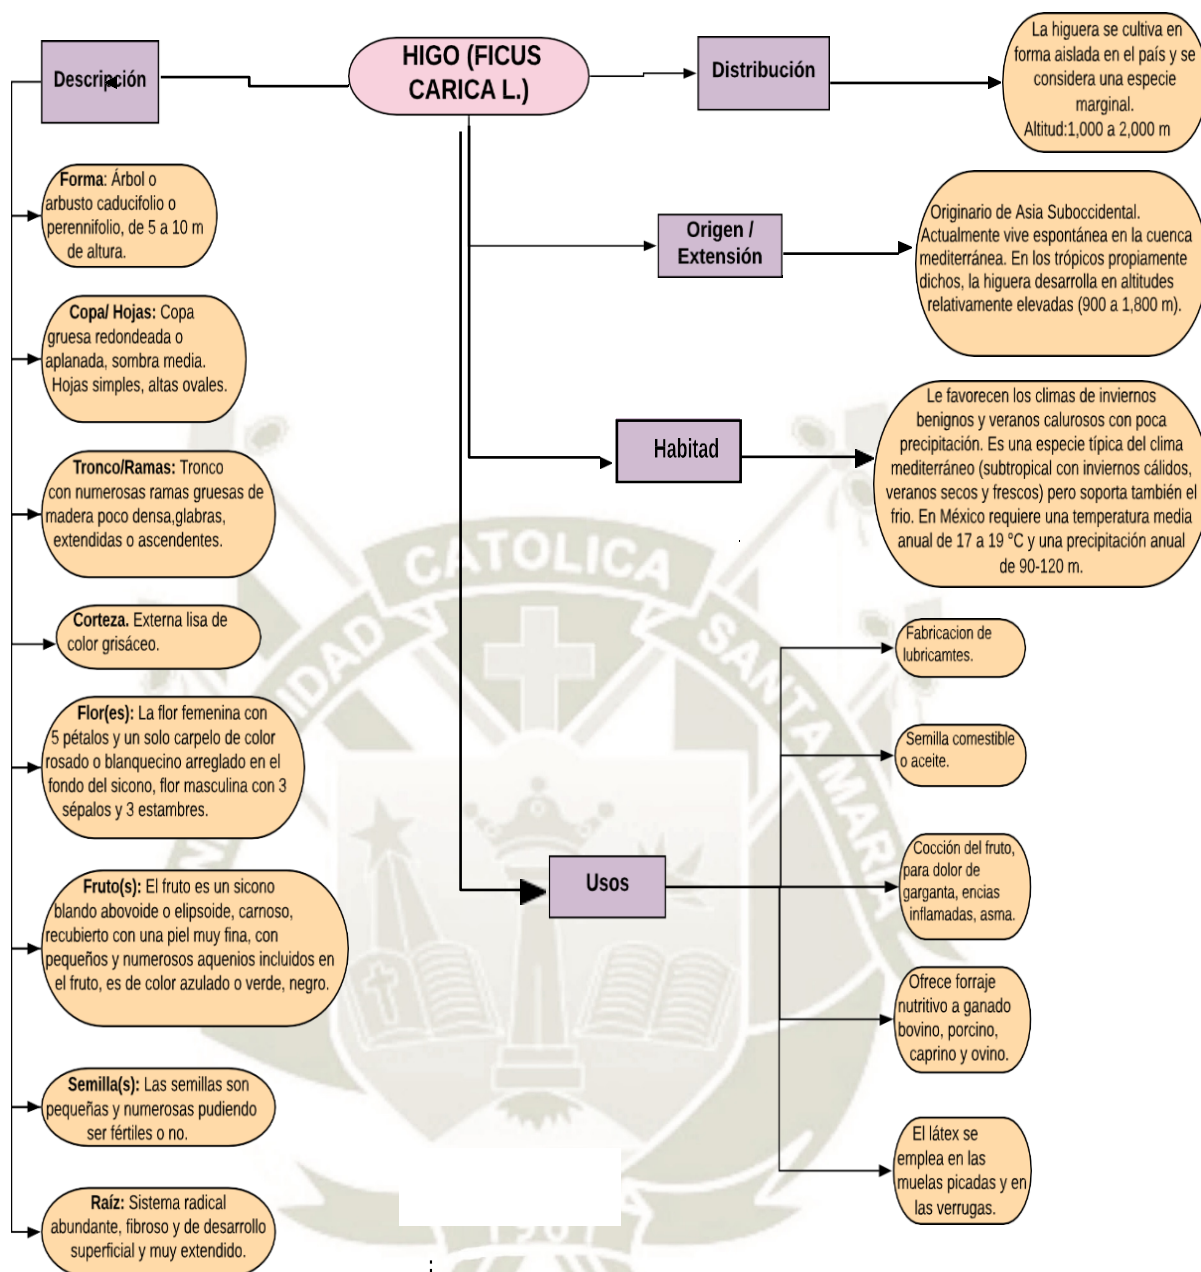 HIGO (FICUS
CARICA L.)
Descripción
Forma: Árbol o
arbusto caducifolio o
perennifolio, de 5 a 10 m
de altura.
Copa/ Hojas: Copa
gruesa redondeada o
aplanada, sombra media.
Hojas simples, altas ovales.
Tronco/Ramas: Tronco
con numerosas ramas gruesas de
madera poco densa,glabras,
extendidas o ascendentes.
Corteza. Externa lisa de
color grisáceo.
Flor(es): La flor femenina con
5 pétalos y un solo carpelo de color
rosado o blanquecino arreglado en el
fondo del sicono, flor masculina con 3
sépalos y 3 estambres.
Fruto(s): El fruto es un sicono
blando abovoide o elipsoide, carnoso,
recubierto con una piel muy fina, con
pequeños y numerosos aquenios incluidos en
el fruto, es de color azulado o verde, negro.
Semilla(s): Las semillas son
pequeñas y numerosas pudiendo
ser fértiles o no.
Raíz: Sistema radical
abundante, fibroso y de desarrollo
superficial y muy extendido.
Distribución
La higuera se cultiva en
forma aislada en el país y se
considera una especie
marginal.
Altitud:1,000 a 2,000 m
Origen /
Extensión
Originario de Asia Suboccidental.
Actualmente vive espontánea en la cuenca
mediterránea. En los trópicos propiamente
dichos, la higuera desarrolla en altitudes
relativamente elevadas (900 a 1,800 m).
Habitad
Le favorecen los climas de inviernos
benignos y veranos calurosos con poca
precipitación. Es una especie típica del clima
mediterráneo (subtropical con inviernos cálidos,
veranos secos y frescos) pero soporta también el
frio. En México requiere una temperatura media
anual de 17 a 19 °C y una precipitación anual
de 90-120 m.
Usos
Fabricacion de
lubricamtes.
Semilla comestible
o aceite.
Cocción del fruto,
para dolor de
garganta, encias
inflamadas, asma.
Ofrece forraje
nutritivo a ganado
bovino, porcino,
caprino y ovino.
El látex se
emplea en las
muelas picadas y en
las verrugas.
CATOLICA
SANTA MARIA